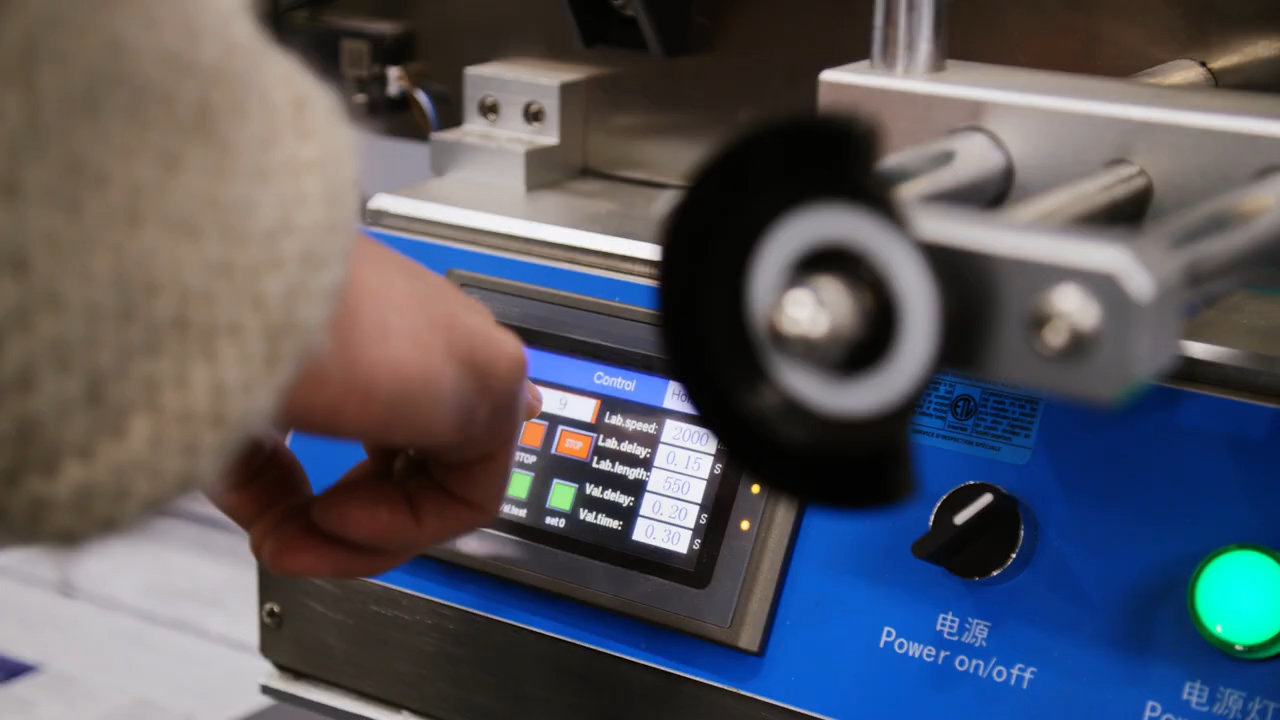 Control
9
Lab.speed: 2000
STOP
Lab.delay: 0.15 S
Lab.length: 550
Val.delay: 0.20 S
set 0
Val.time: 0.30 S
ETL
电源
Power on/off
电源灯